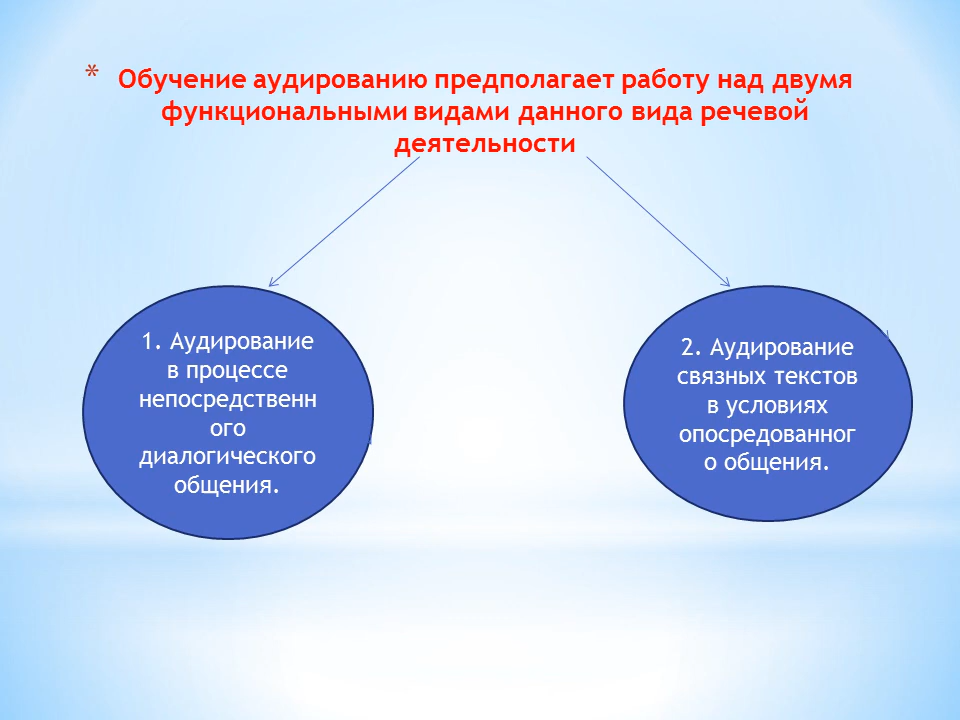 * Обучение аудированию предполагает работу над двумя
функциональными видами данного вида речевой
деятельности
1. Аудирование
в процессе
непосредственн
ого
диалогического
общения.
2. Аудирование
связных текстов
в условиях
опосредованног
о общения.